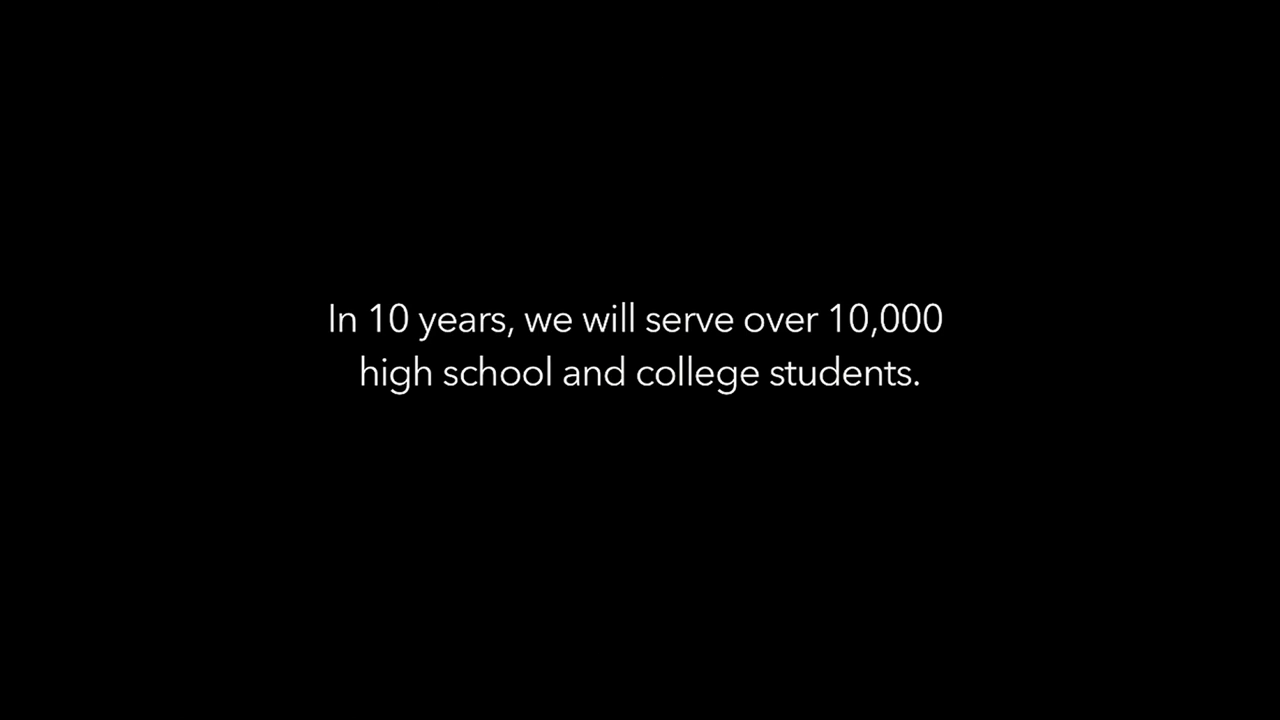 In 10 years, we will serve over 10,000
high school and college students.